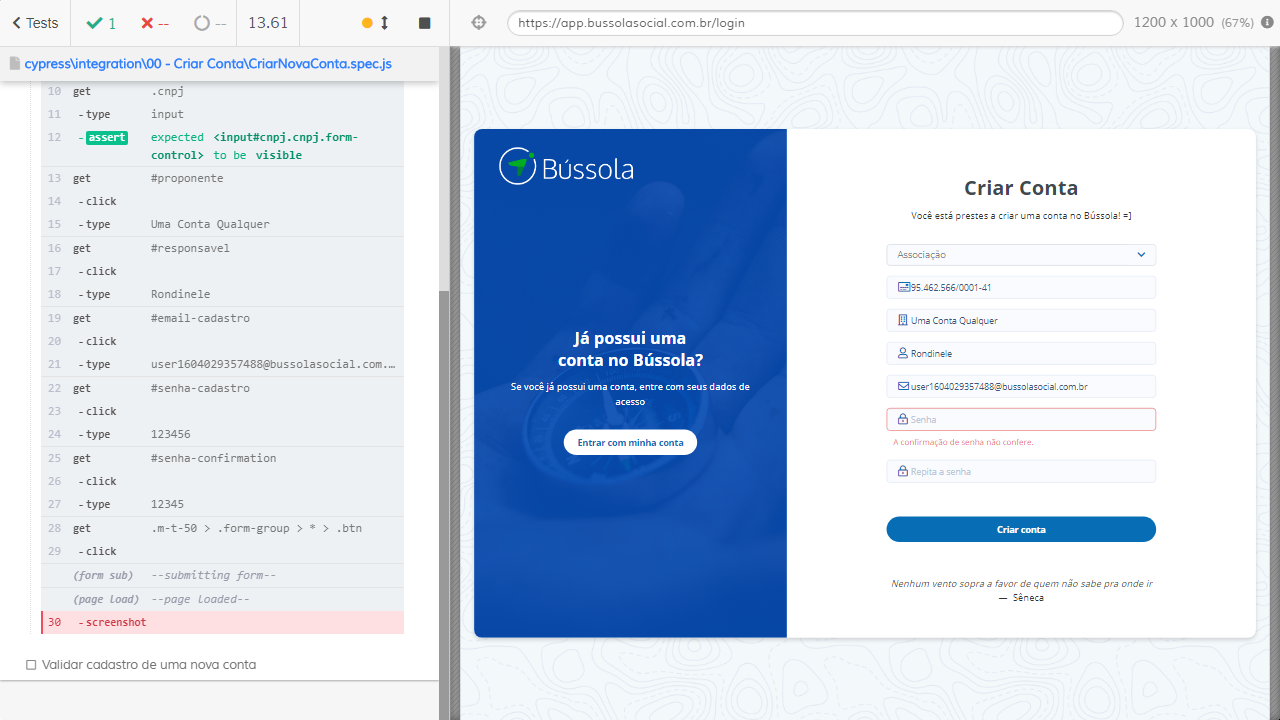 Tests
1
--
--
13.61
https://app.bussolasocial.com.br/login
1200 x 1000 (67%)
cypress\integration\00 - Criar Conta\CriarNovaConta.spec.js
10 get .cnpj
11 -type input
12 -assert expected <input#cnpj.cnpj.form-
control> to be visible
13 get #proponente
14 -click
15 -type Uma Conta Qualquer
16 get #responsavel
17 -click
18 -type Rondinele
19 get #email-cadastro
20 -click
21 -type user1604029357488@bussolasocial.com.…
22 get #senha-cadastro
23 -click
24 -type 123456
25 get #senha-confirmation
26 -click
27 -type 12345
28 get .m-t-50 > .form-group > * > .btn
29 -click
(form sub) --submitting form--
(page load) --page loaded--
30 -screenshot
Validar cadastro de uma nova conta
Bússola
Já possui uma
conta no Bússola?
Se você já possui uma conta, entre com seus dados de
acesso
Entrar com minha conta
Criar Conta
Você está prestes a criar uma conta no Bússola! =]
Associação
95.462.566/0001-41
Uma Conta Qualquer
Rondinele
user1604029357488@bussolasocial.com.br
Senha
A confirmação de senha não confere.
Repita a senha
Criar conta
Nenhum vento sopra a favor de quem não sabe pra onde ir
— Sêneca